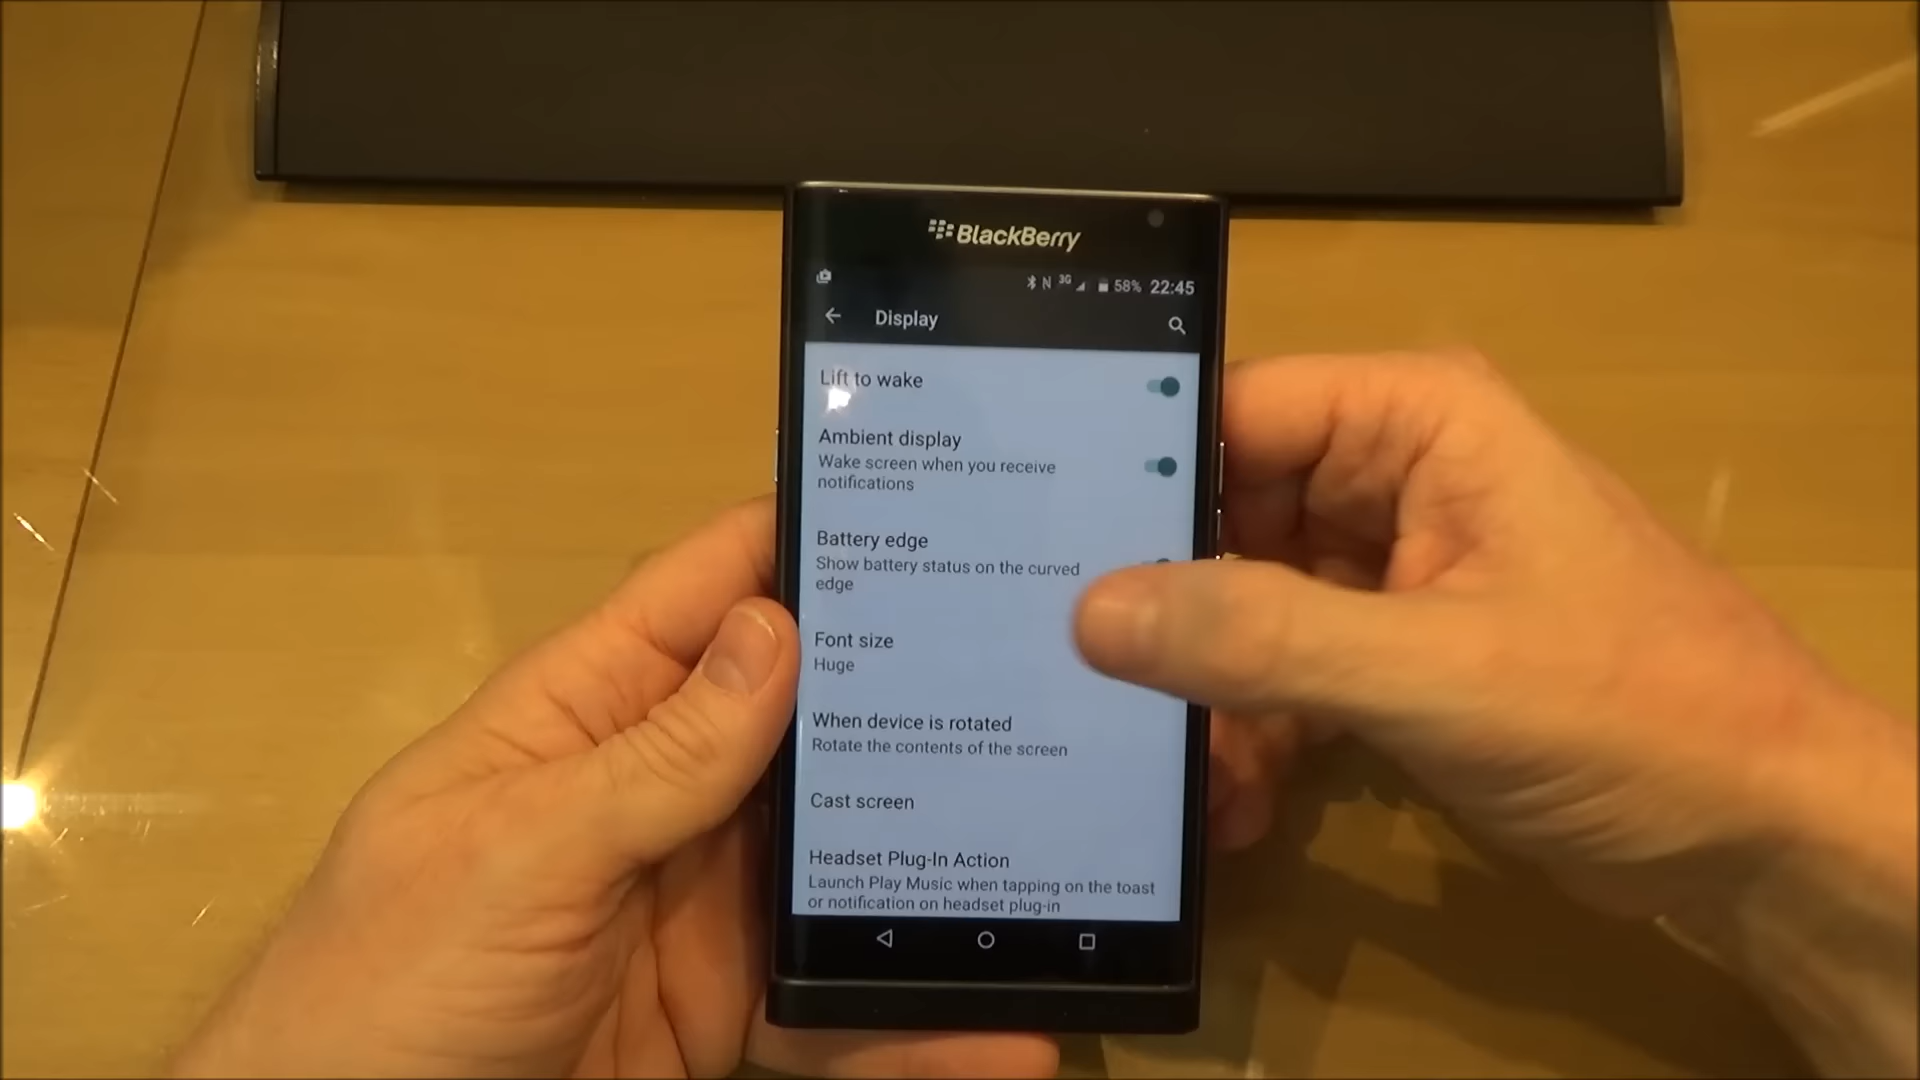 BlackBerry
N 3G 58% 22:45
Display
Lift to wake
Ambient display
Wake screen when you receive
notifications
Battery edge
Show battery status on the curved
edge
Font size
Huge
When device is rotated
Rotate the contents of the screen
Cast screen
Headset Plug-In Action
Launch Play Music when tapping on the toast
or notification on headset plug-in